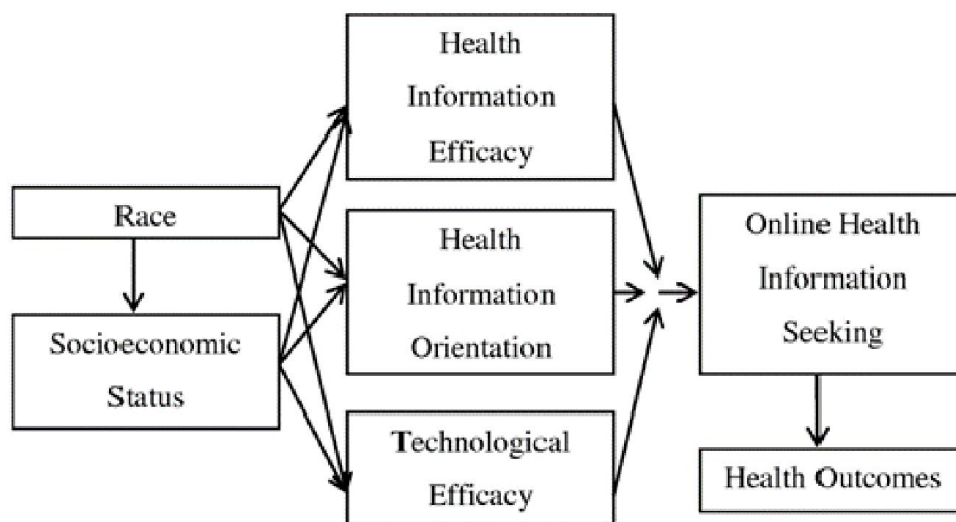 Health
Information
Efficacy
Race
Health
Information
Orientation
Online Health
Information
Seeking
Socioeconomic
Status
Technological
Efficacy
Health Outcomes